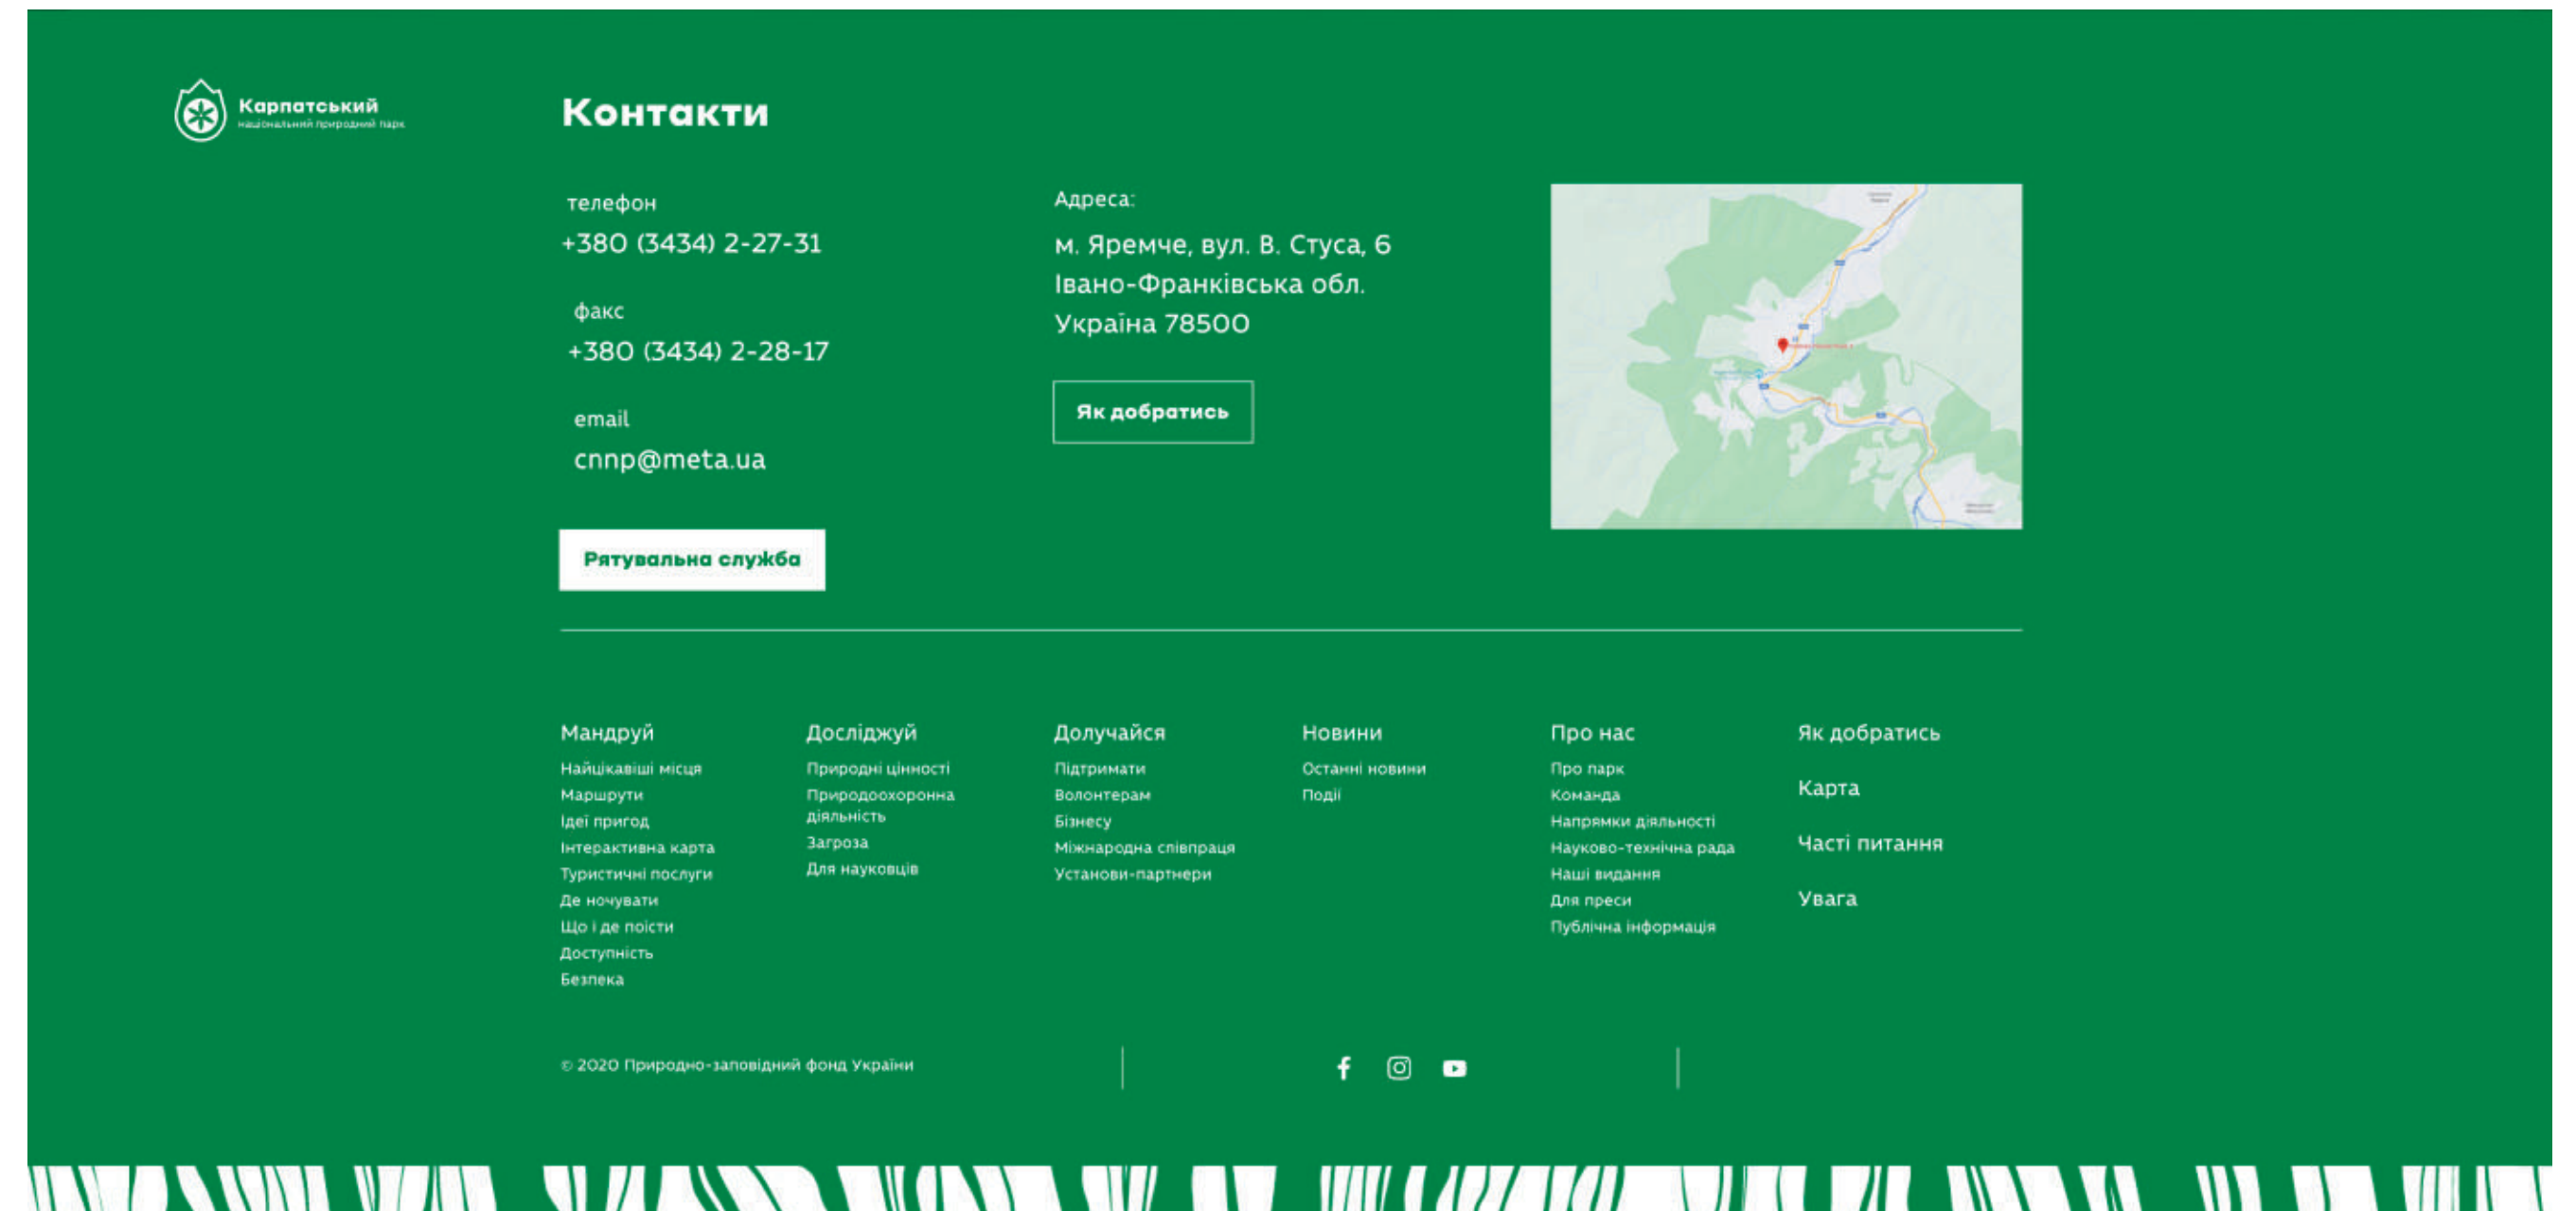 Карпатський
національний природний парк
Контакти
телефон
+380 (3434) 2-27-31
факс
+380 (3434) 2-28-17
email
cnnp@meta.ua
Рятувальна служба
Адреса:
м. Яремче, вул. В. Стуса, 6
Івано-Франківська обл.
Україна 78500
Як добратись
Мандруй
Найцікавіші місця
Маршрути
Ідеї пригод
Інтерактивна карта
Туристичні послуги
Де ночувати
Що і де поїсти
Доступність
Безпека
Досліджуй
Природні цінності
Природоохоронна
діяльність
Загроза
Для науковців
Долучайся
Підтримати
Волонтерам
Бізнесу
Міжнародна співпраця
Установи-партнери
Новини
Останні новини
Події
Про нас
Про парк
Команда
Напрямки діяльності
Науково-технічна рада
Наші видання
Для преси
Публічна інформація
Як добратись
Карта
Часті питання
Увага
© 2020 Природно-заповідний фонд України